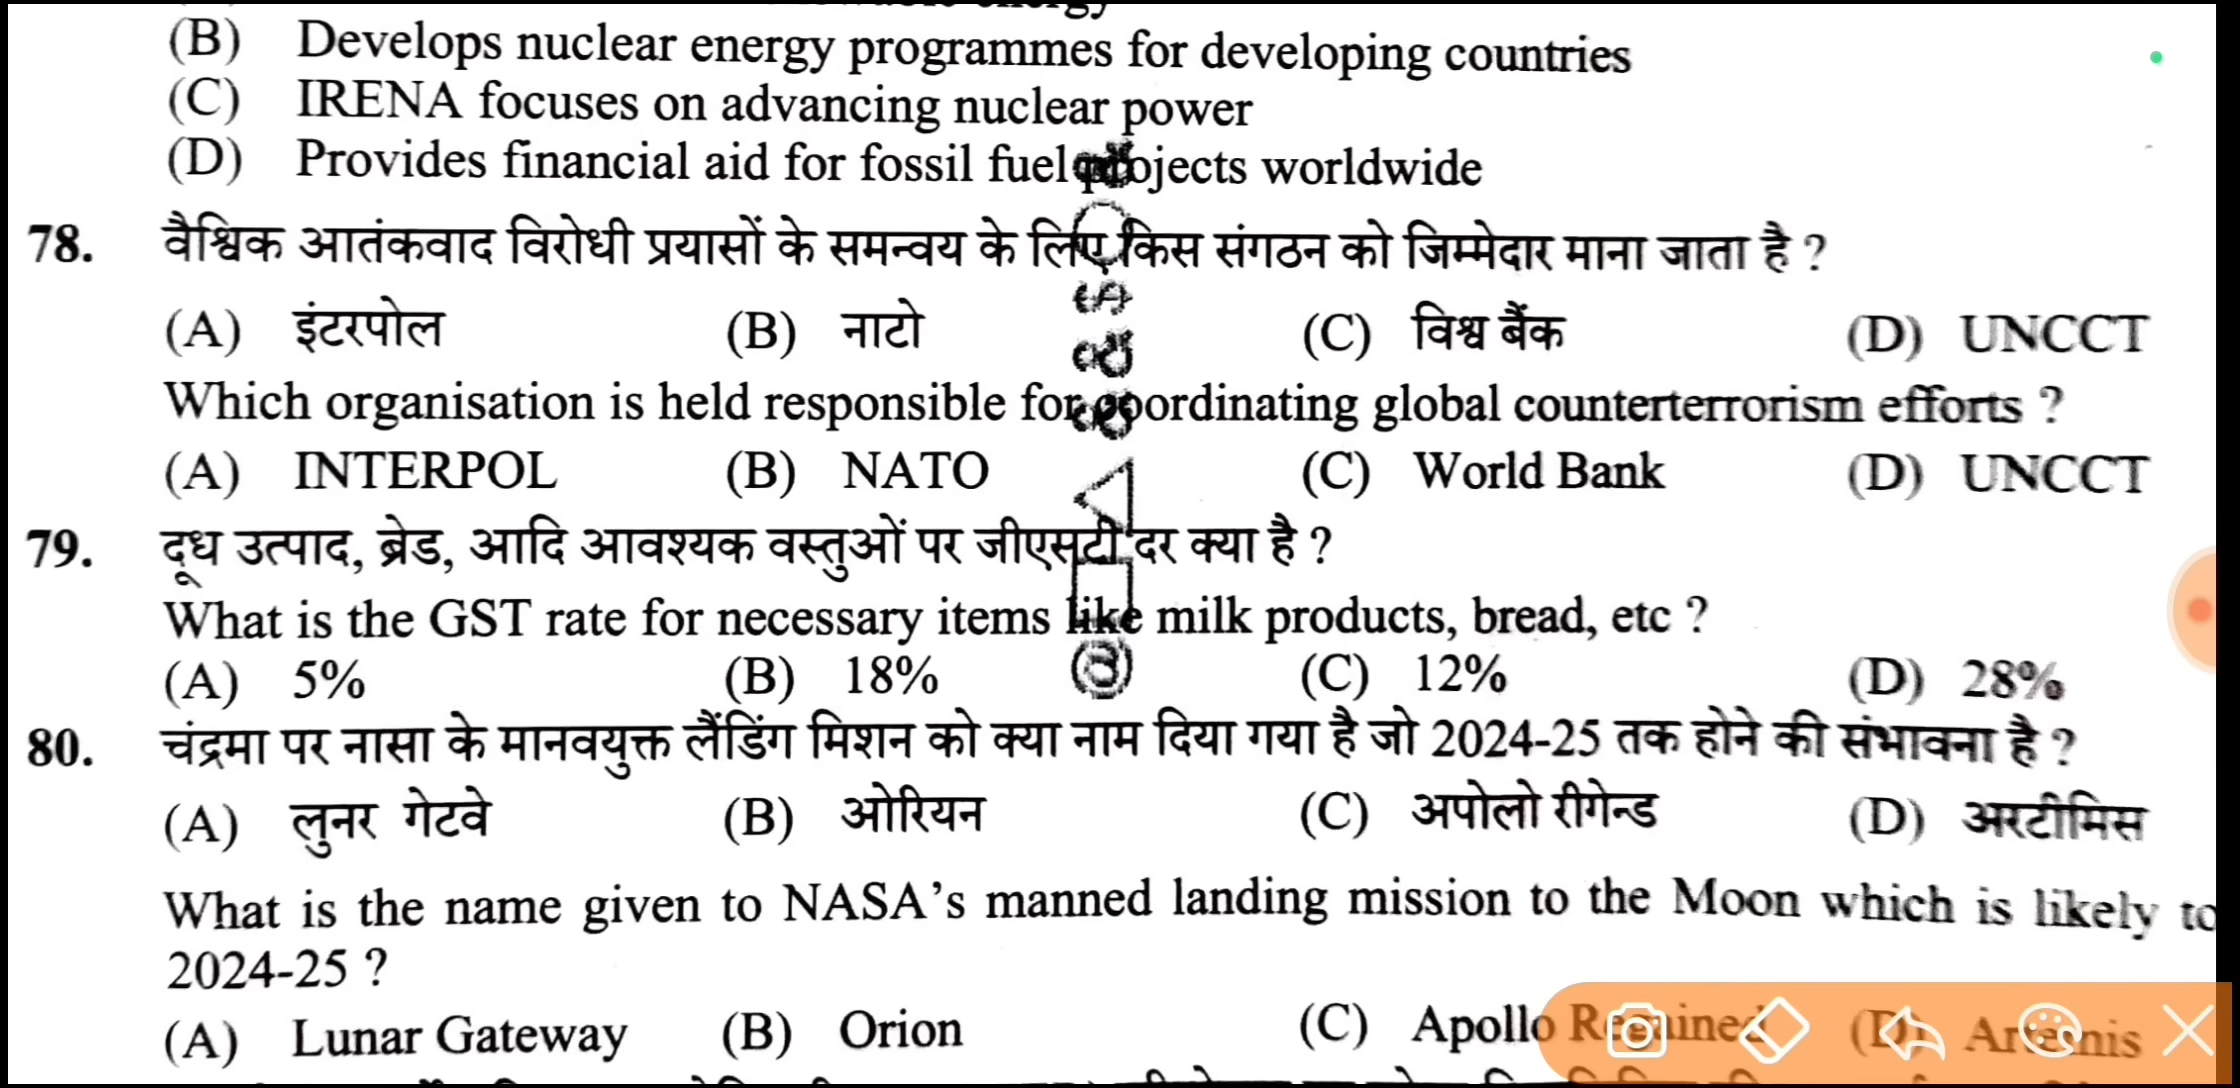 (B) Develops nuclear energy programmes for developing countries
(C) IRENA focuses on advancing nuclear power
(D) Provides financial aid for fossil fuel projects worldwide
78. वैश्विक आतंकवाद विरोधी प्रयासों के समन्वय के लिए किस संगठन को जिम्मेदार माना जाता है ?
(A) इंटरपोल (B) नाटो (C) विश्व बैंक (D) UNCCT
Which organisation is held responsible for coordinating global counterterrorism efforts ?
(A) INTERPOL (B) NATO (C) World Bank (D) UNCCT
79. दूध उत्पाद, ब्रेड, आदि आवश्यक वस्तुओं पर जीएसटी दर क्या है ?
What is the GST rate for necessary items like milk products, bread, etc ?
(A) 5% (B) 18% (C) 12% (D) 28%
80. चंद्रमा पर नासा के मानवयुक्त लैंडिंग मिशन को क्या नाम दिया गया है जो 2024-25 तक होने की संभावना है ?
(A) लुनर गेटवे (B) ओरियन (C) अपोलो रीगेन्ड (D) अरटीमिस
What is the name given to NASA's manned landing mission to the Moon which is likely to
2024-25 ?
(A) Lunar Gateway (B) Orion (C) Apollo Regained (D) Artemis